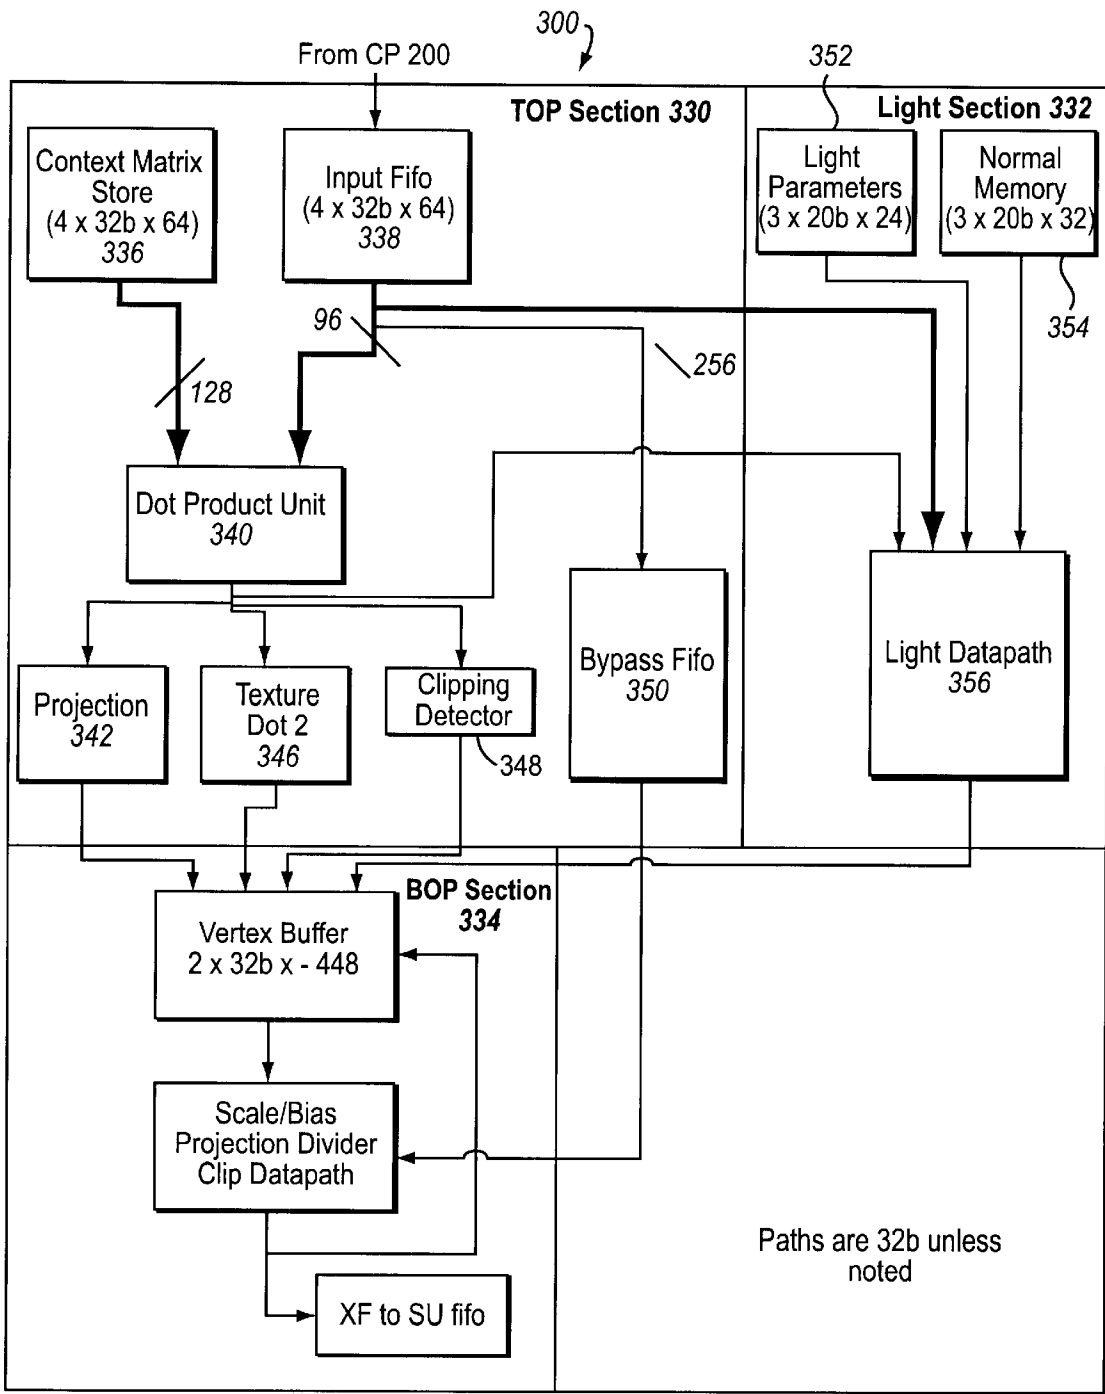 300
From CP 200
352
TOP Section 330
Light Section 332
Context Matrix
Store
(4 x 32b x 64)
336
Input Fifo
(4 x 32b x 64)
338
Light
Parameters
(3 x 20b x 24)
Normal
Memory
(3 x 20b x 32)
354
96
256
128
Dot Product Unit
340
Projection
342
Texture
Dot 2
346
Clipping
Detector
348
Bypass Fifo
350
Light Datapath
356
BOP Section
334
Vertex Buffer
2 x 32b x - 448
Scale/Bias
Projection Divider
Clip Datapath
Paths are 32b unless
noted
XF to SU fifo